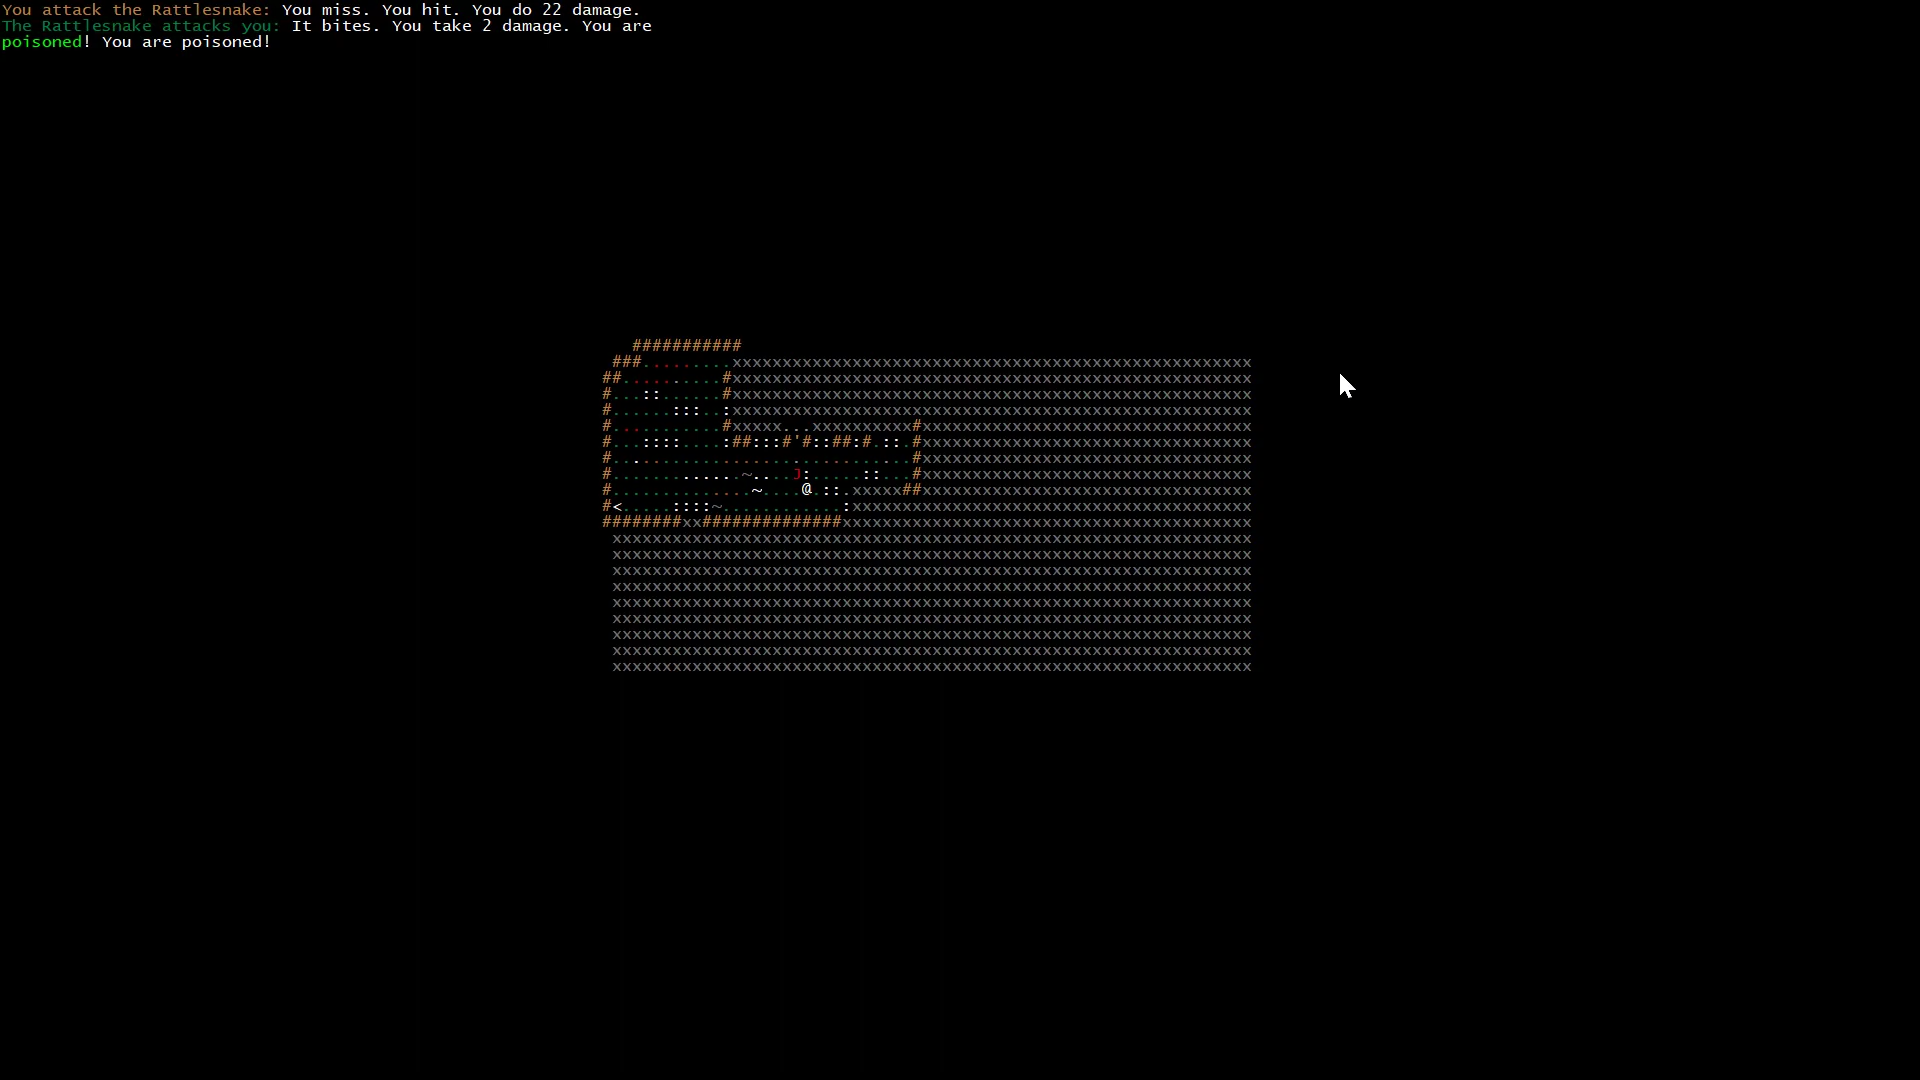 You attack the Rattlesnake: You miss. You hit. You do 22 damage.
The Rattlesnake attacks you: It bites. You take 2 damage. You are
poisoned! You are poisoned!